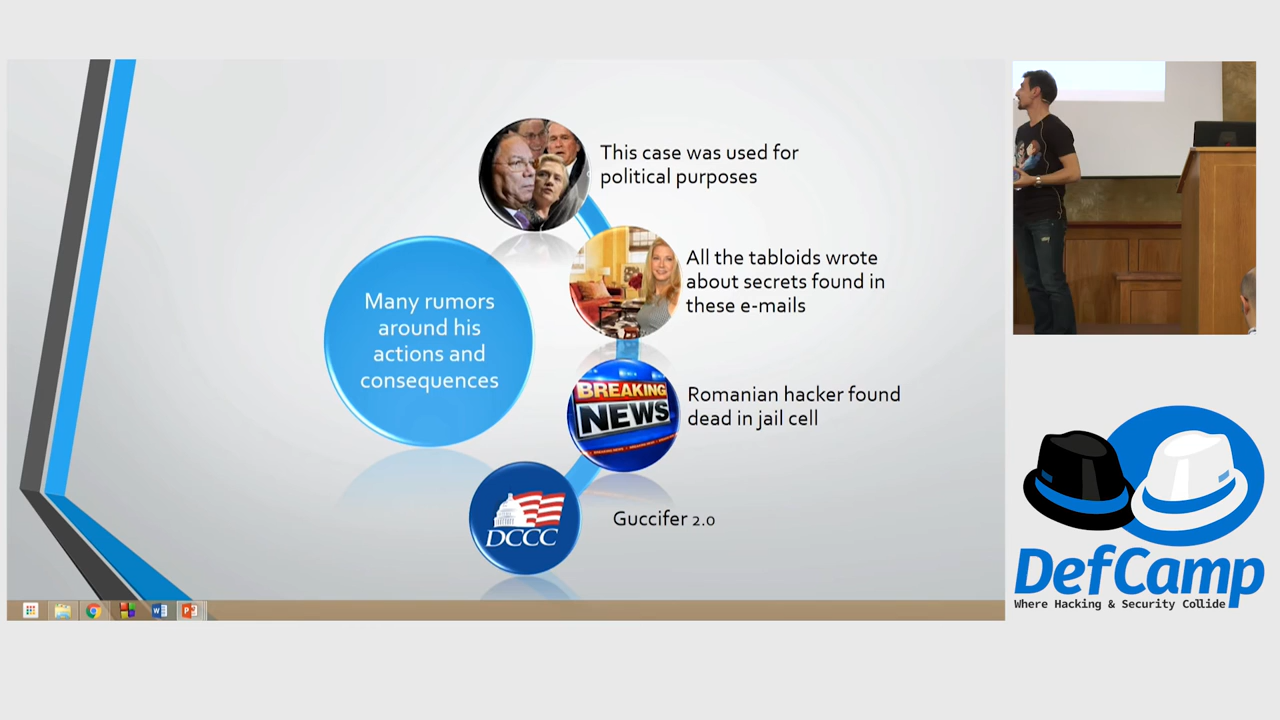 This case was used for
political purposes
All the tabloids wrote
about secrets found in
these e-mails
Many rumors
around his
actions and
consequences
BREAKING
NEWS
Romanian hacker found
dead in jail cell
DCCC
Guccifer 2.0
DefCamp
Where Hacking & Security Collide